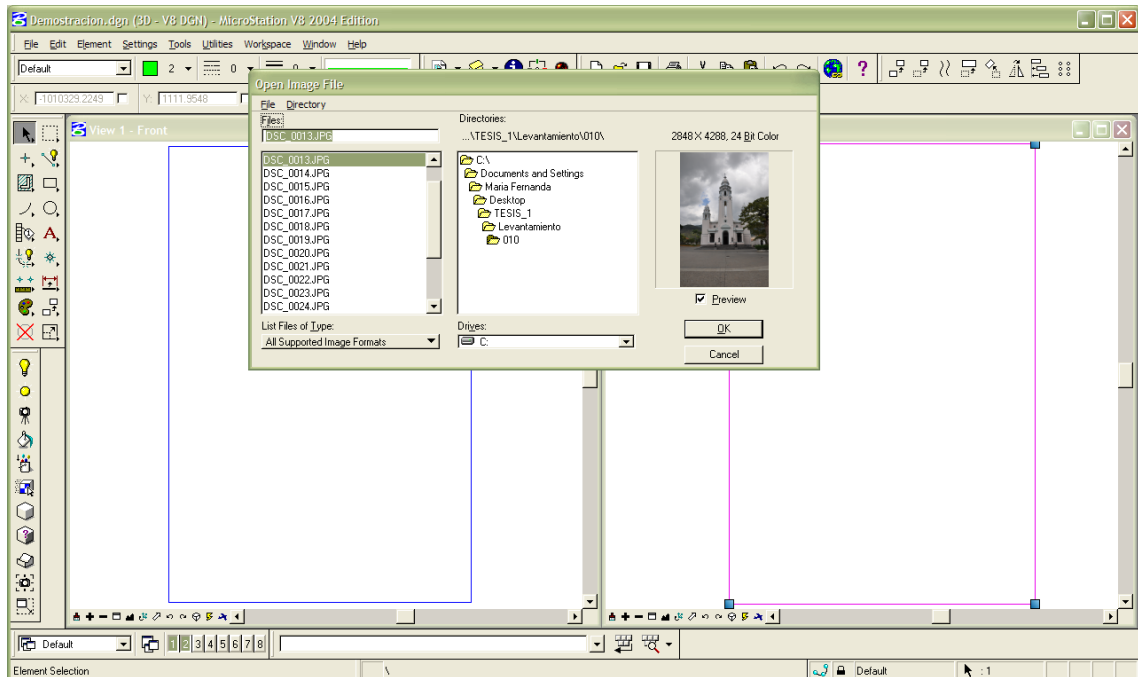 Demostracion.dgn (3D - V8 DGN) - MicroStation V8 2004 Edition
File Edit Element Settings Tools Utilities Workspace Window Help
Default 2 0 0
X: -1010329.2249 Y: 1111.9548
View 1 - Front
Open Image File
File Directory
Files:
DSC_0013.JPG
DSC_0013.JPG
DSC_0014.JPG
DSC_0015.JPG
DSC_0016.JPG
DSC_0017.JPG
DSC_0018.JPG
DSC_0019.JPG
DSC_0020.JPG
DSC_0021.JPG
DSC_0022.JPG
DSC_0023.JPG
DSC_0024.JPG
List Files of Type:
All Supported Image Formats
Directories:
...\TESIS_1\Levantamiento\010\
C:\
Documents and Settings
Maria Fernanda
Desktop
TESIS_1
Levantamiento
010
Drives:
C:
2848 X 4288, 24 Bit Color
Preview
OK
Cancel
Default 1 2 3 4 5 6 7 8
Element Selection \ Default : 1